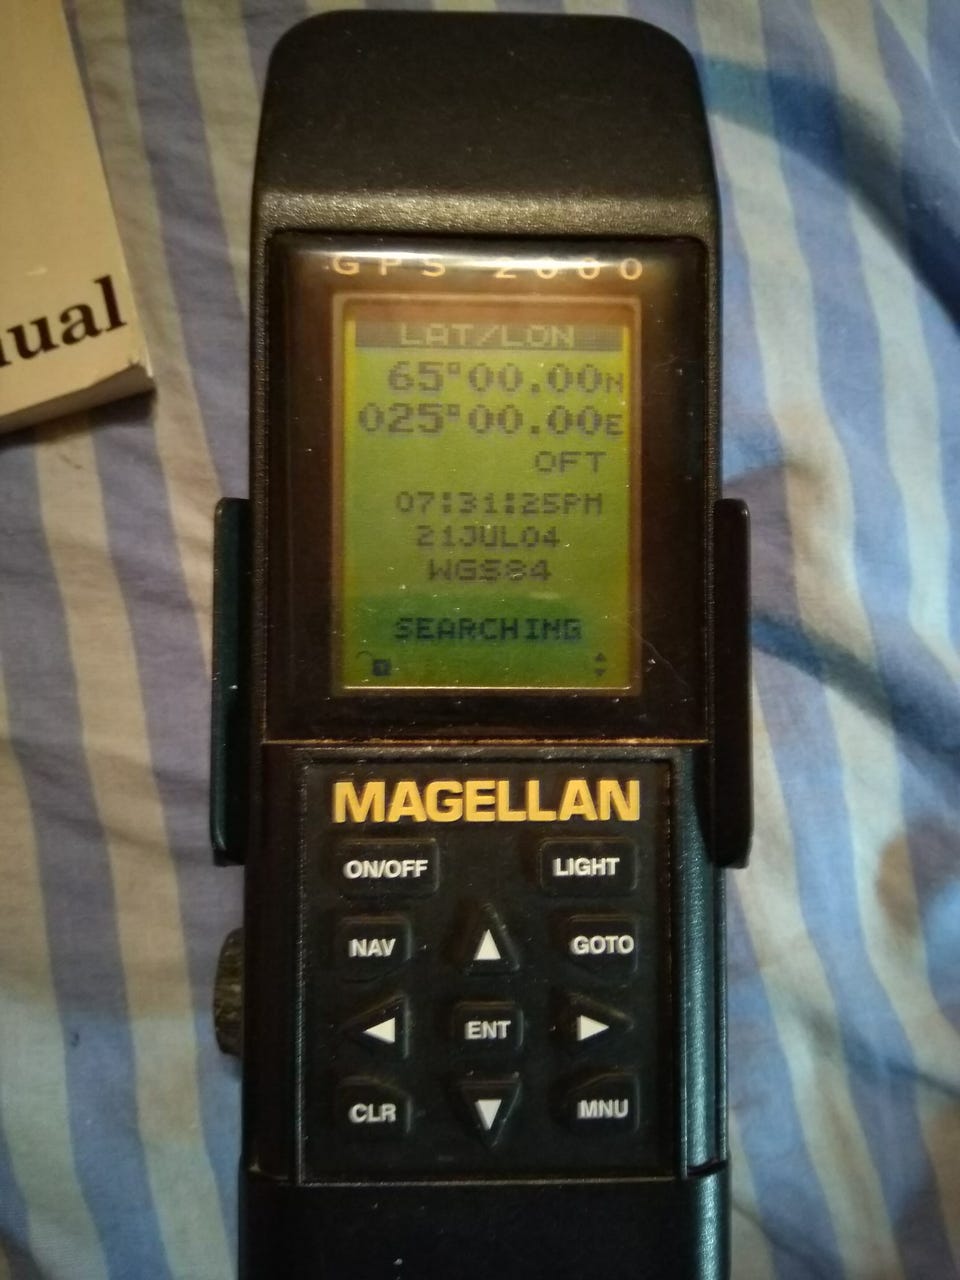 ual
GPS 2000
LAT/LON
65°00.00N
025°00.00E
0FT
07:31:25PM
21JUL04
WGS84
SEARCHING
MAGELLAN
ON/OFF LIGHT
NAV GOTO
ENT
CLR MNU